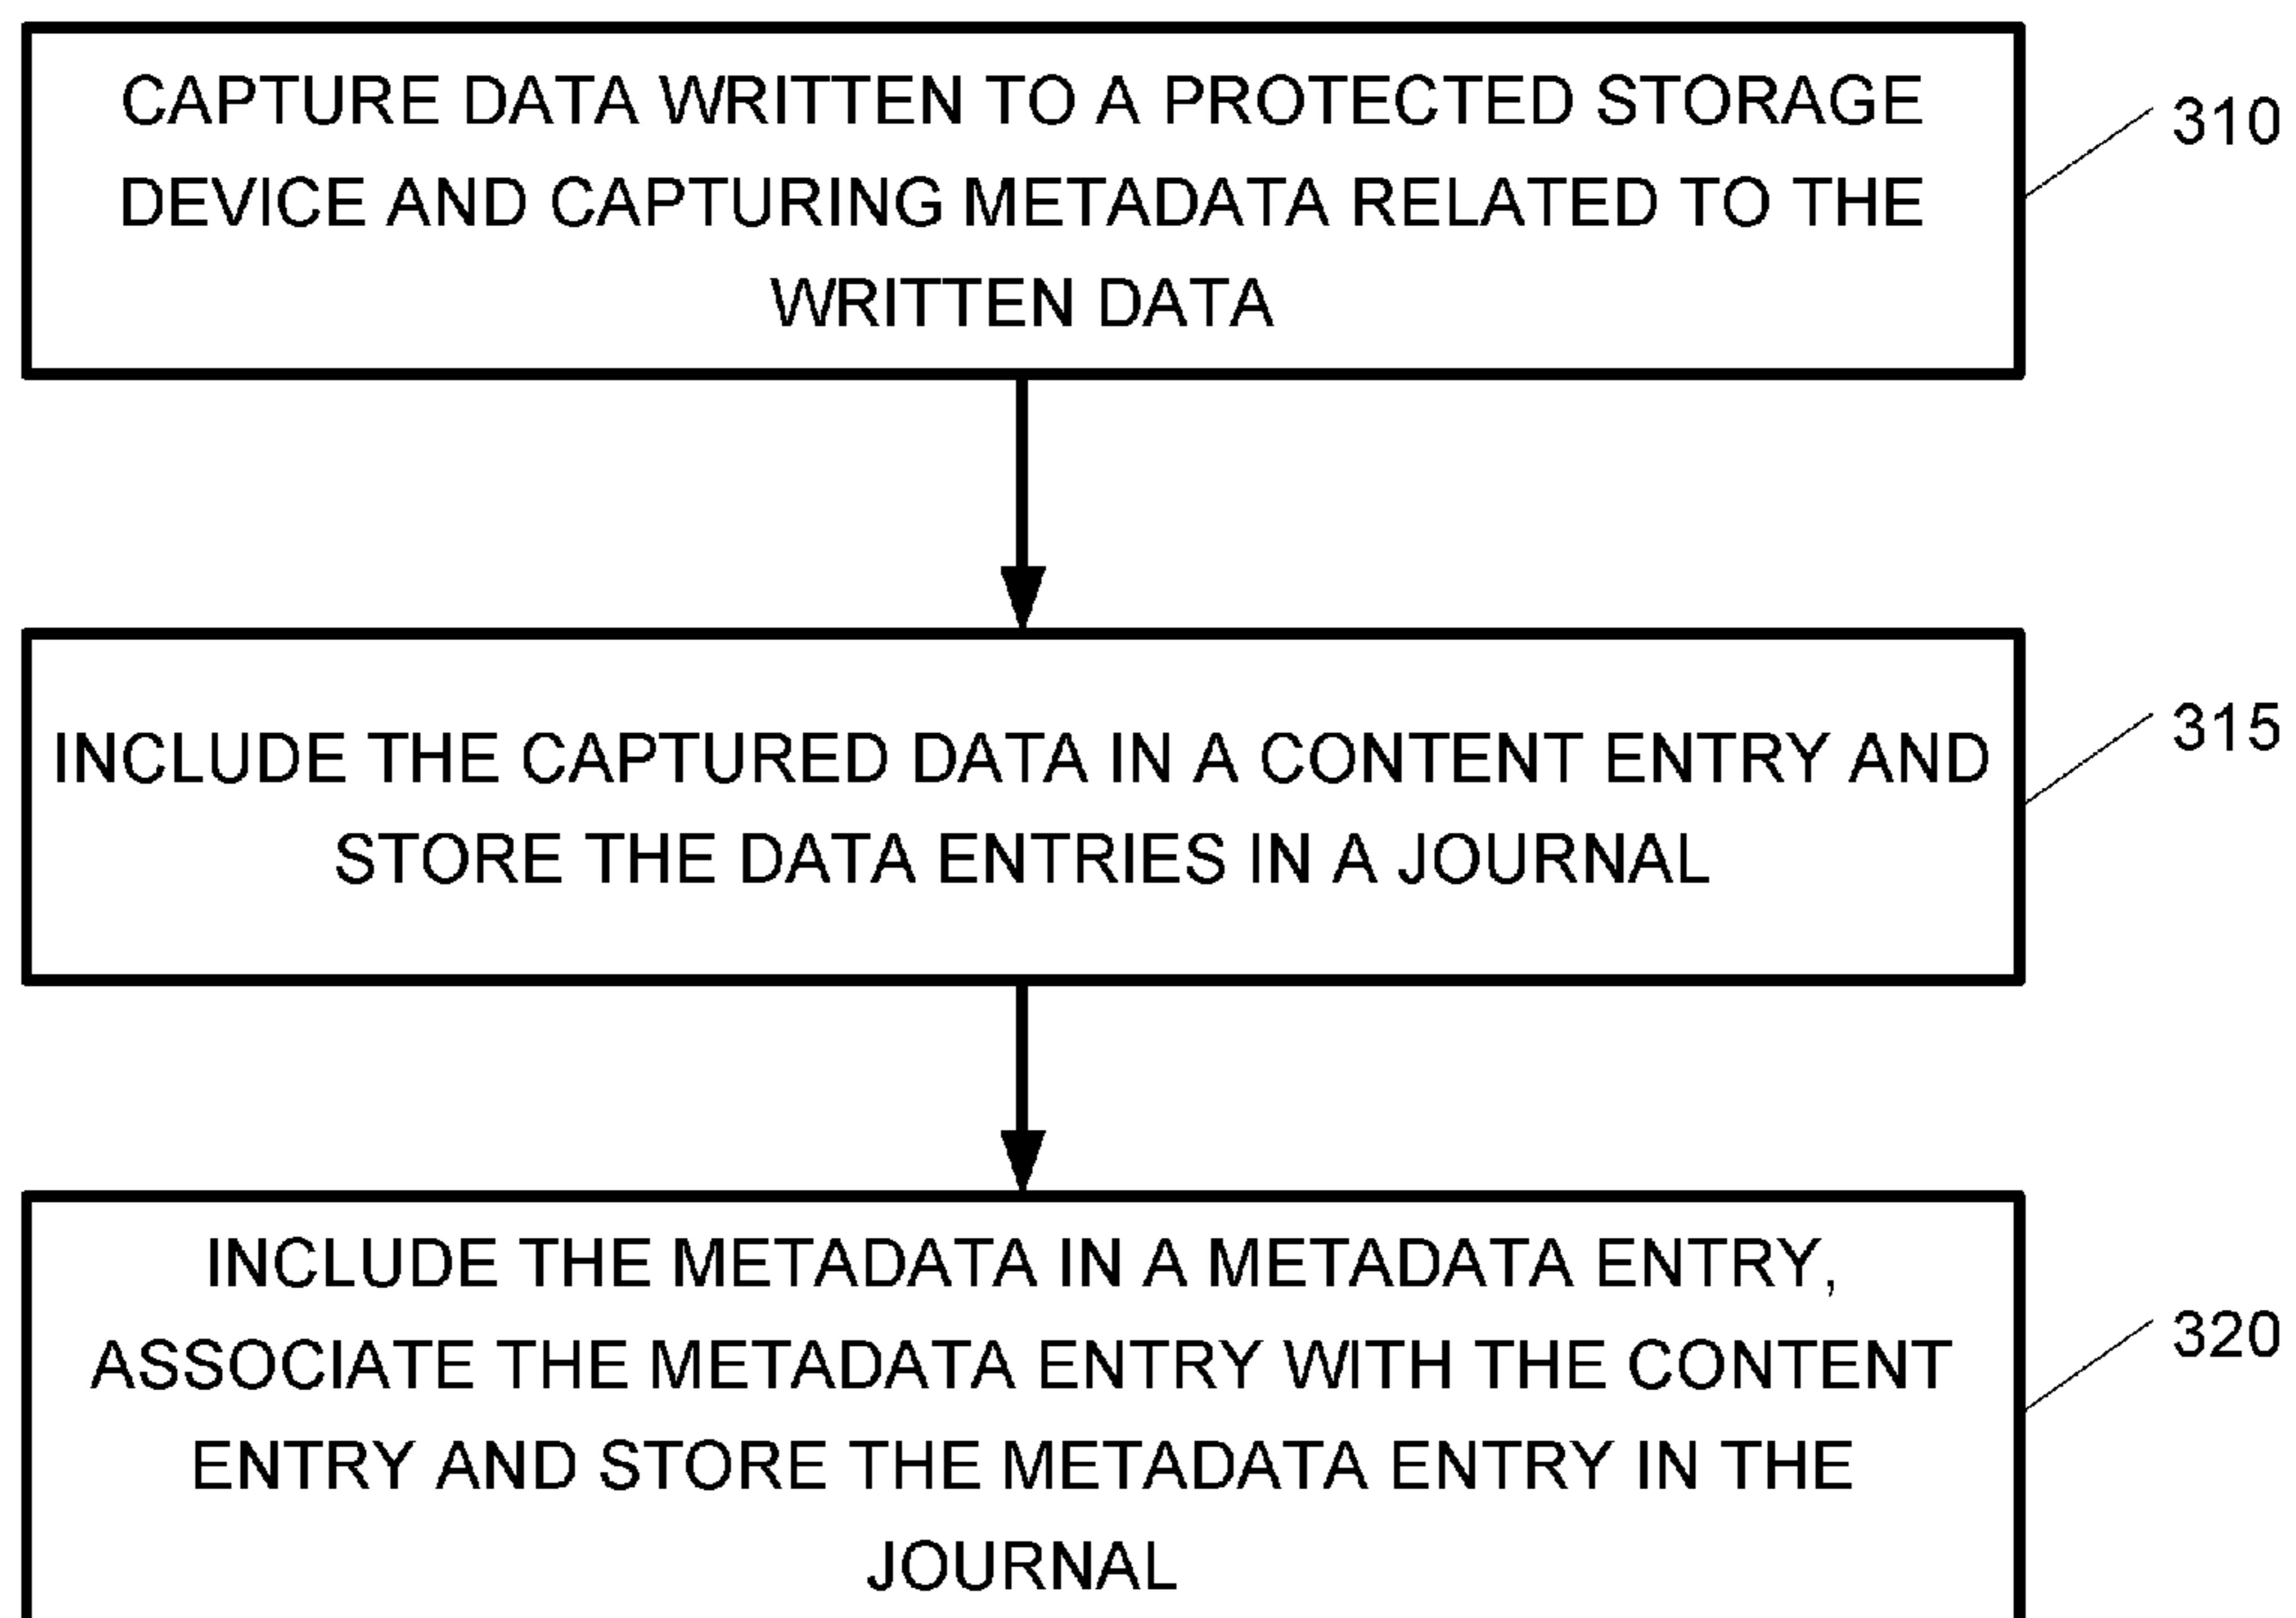 CAPTURE DATA WRITTEN TO A PROTECTED STORAGE
DEVICE AND CAPTURING METADATA RELATED TO THE
WRITTEN DATA
310
INCLUDE THE CAPTURED DATA IN A CONTENT ENTRY AND
STORE THE DATA ENTRIES IN A JOURNAL
315
INCLUDE THE METADATA IN A METADATA ENTRY,
ASSOCIATE THE METADATA ENTRY WITH THE CONTENT
ENTRY AND STORE THE METADATA ENTRY IN THE
JOURNAL
320